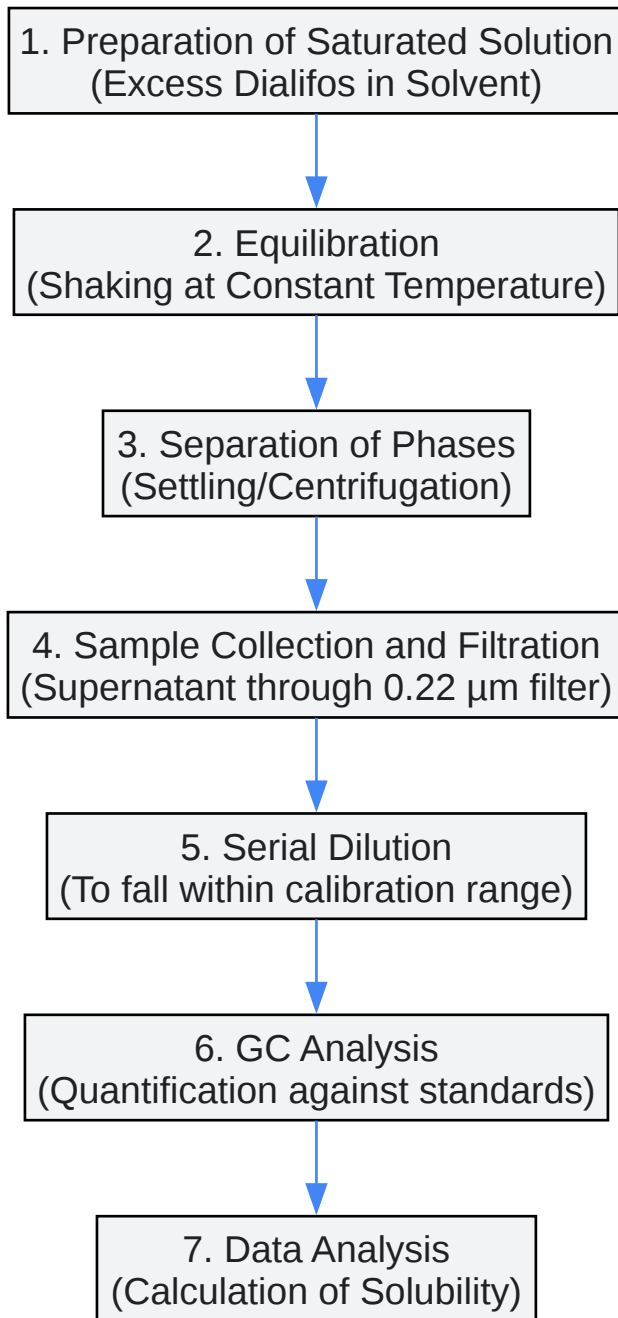 1. Preparation of Saturated Solution
(Excess Dialifos in Solvent)
2. Equilibration
(Shaking at Constant Temperature)
3. Separation of Phases
(Settling/Centrifugation)
4. Sample Collection and Filtration
(Supernatant through 0.22 µm filter)
5. Serial Dilution
(To fall within calibration range)
6. GC Analysis
(Quantification against standards)
7. Data Analysis
(Calculation of Solubility)